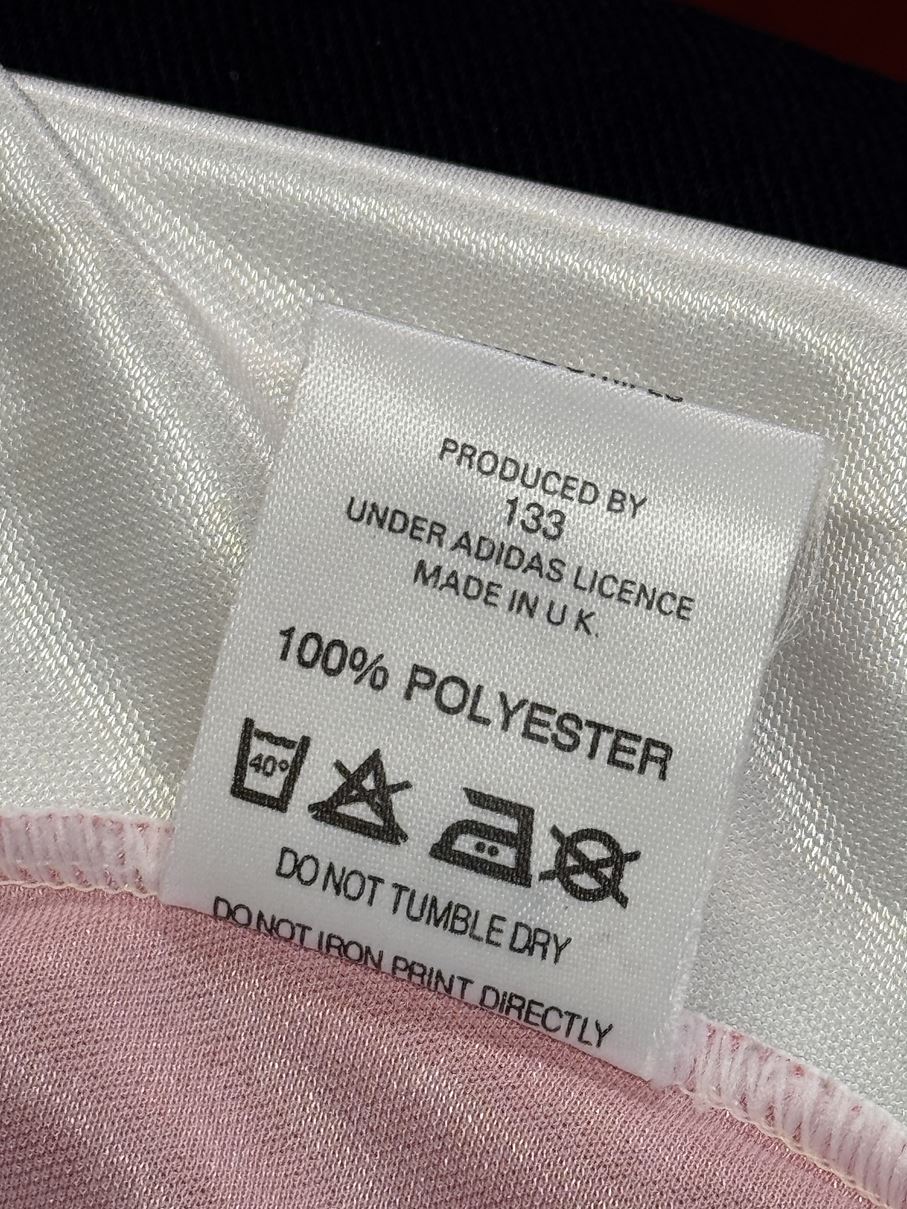 PRODUCED BY
133
UNDER ADIDAS LICENCE
MADE IN U K.
100% POLYESTER
40°
DO NOT TUMBLE DRY
DO NOT IRON PRINT DIRECTLY